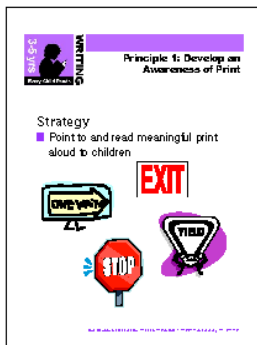 3-5 yrs
WRITING
Every Child Reads
Principle 1: Develop an
Awareness of Print
Strategy
Point to and read meaningful print
aloud to children
EXIT
ONE WAY
YIELD
STOP